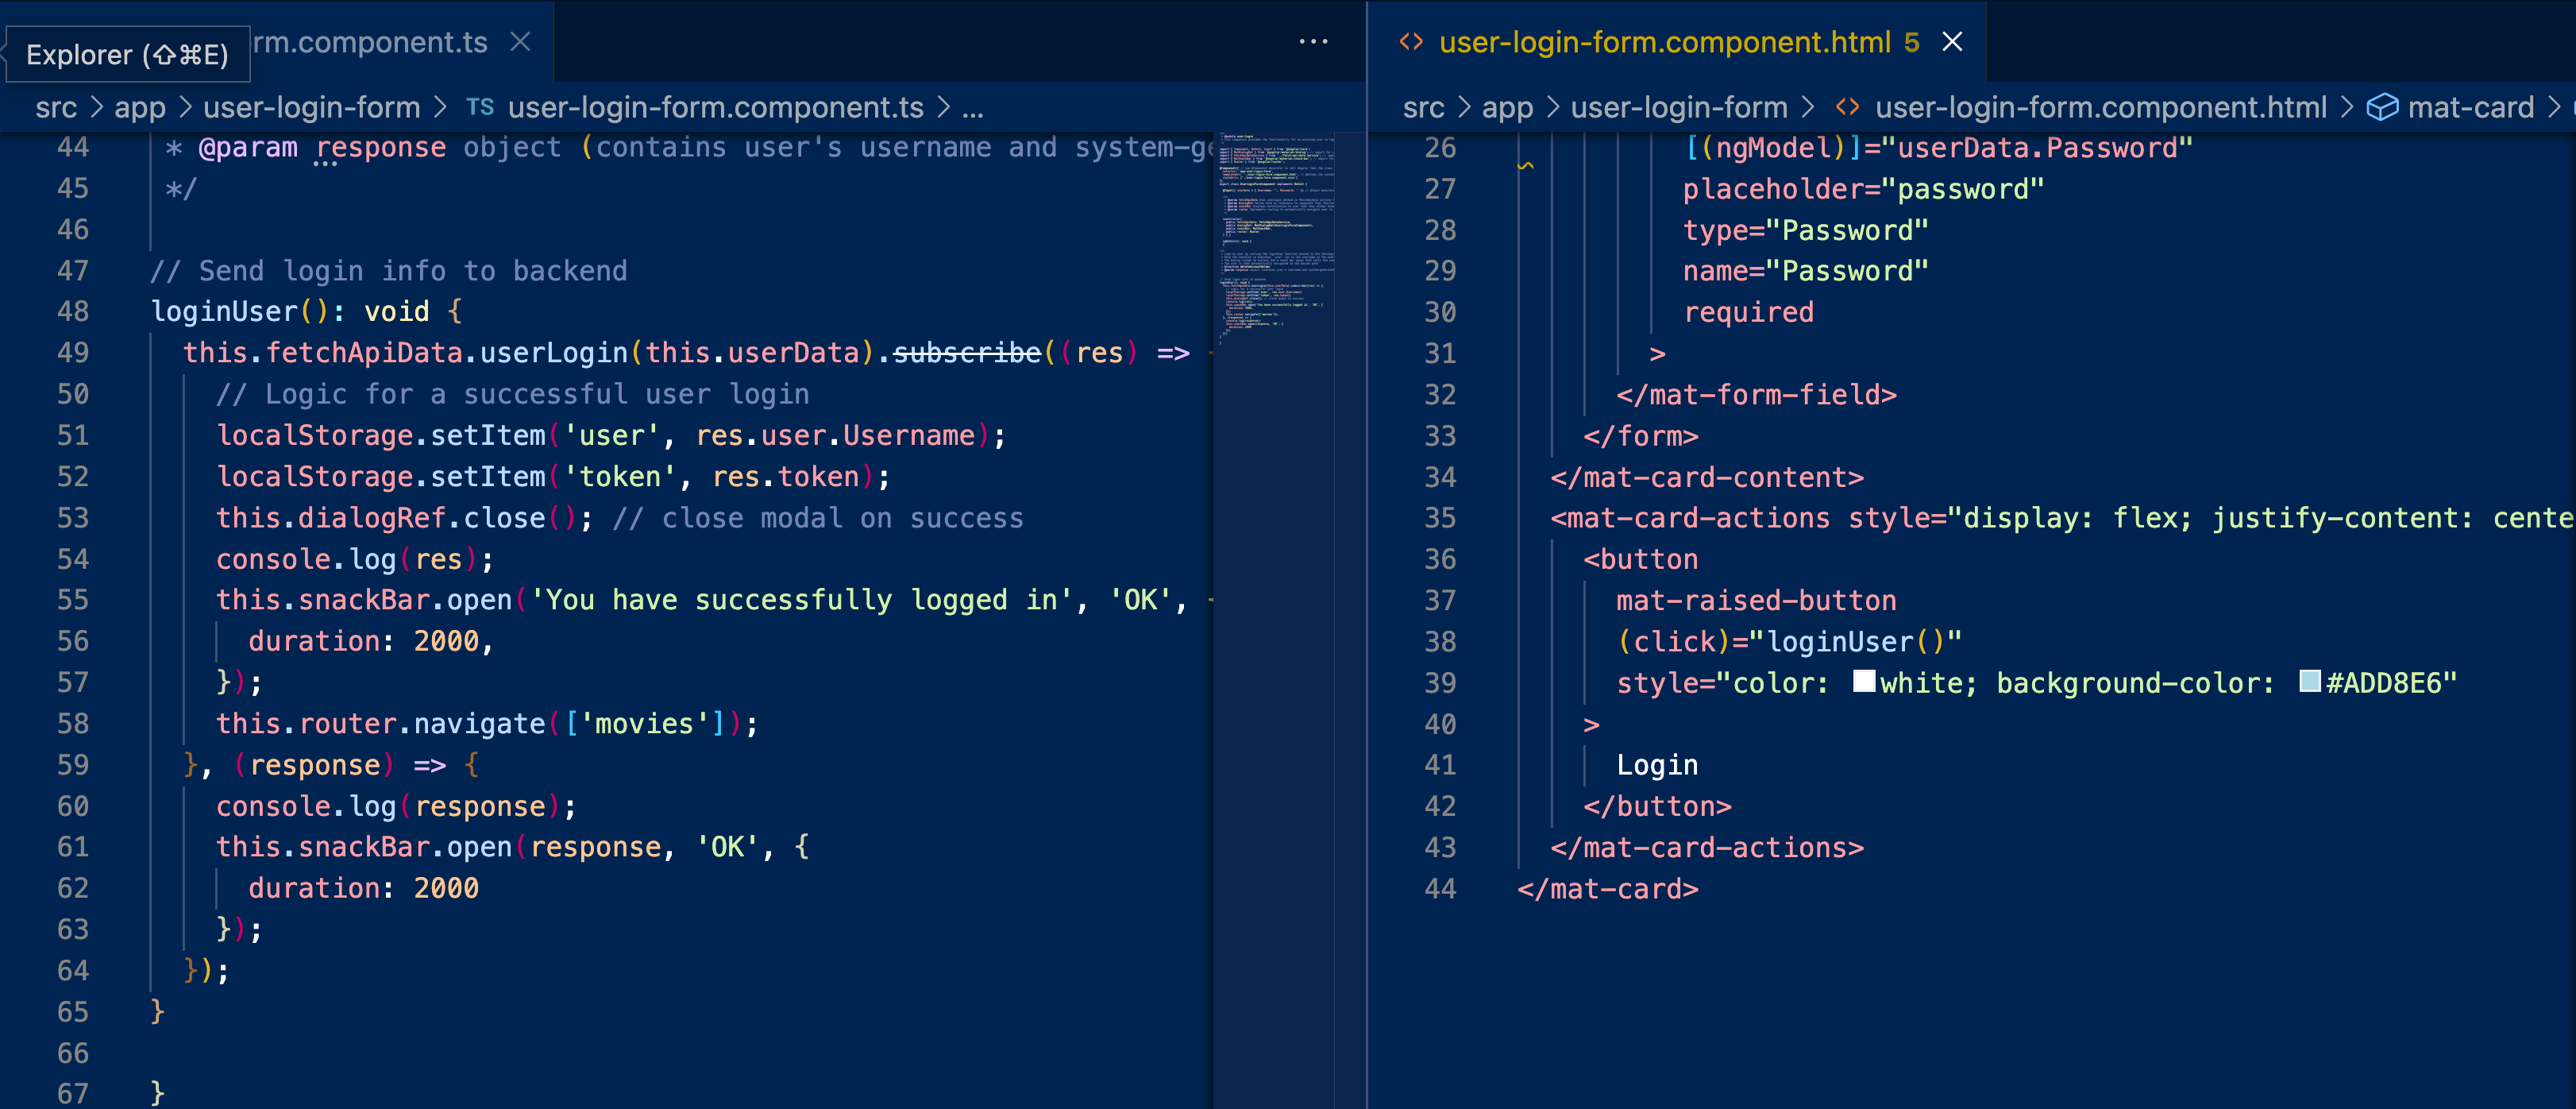 Explorer (⇧⌘E)
rm.component.ts
...
src > app > user-login-form > TS user-login-form.component.ts > ...
44 * @param response object (contains user's username and system-ge
45 */
46
47 // Send login info to backend
48 loginUser(): void {
49 this.fetchApiData.userLogin(this.userData).subscribe((res) => {
50 // Logic for a successful user login
51 localStorage.setItem('user', res.user.Username);
52 localStorage.setItem('token', res.token);
53 this.dialogRef.close(); // close modal on success
54 console.log(res);
55 this.snackBar.open('You have successfully logged in', 'OK', {
56 duration: 2000,
57 });
58 this.router.navigate(['movies']);
59 }, (response) => {
60 console.log(response);
61 this.snackBar.open(response, 'OK', {
62 duration: 2000
63 });
64 });
65 }
66
67 }
user-login-form.component.html 5
src > app > user-login-form > user-login-form.component.html > mat-card >
26 [(ngModel)]="userData.Password"
27 placeholder="password"
28 type="Password"
29 name="Password"
30 required
31 >
32 </mat-form-field>
33 </form>
34 </mat-card-content>
35 <mat-card-actions style="display: flex; justify-content: cente
36 <button
37 mat-raised-button
38 (click)="loginUser()"
39 style="color: white; background-color: #ADD8E6"
40 >
41 Login
42 </button>
43 </mat-card-actions>
44 </mat-card>